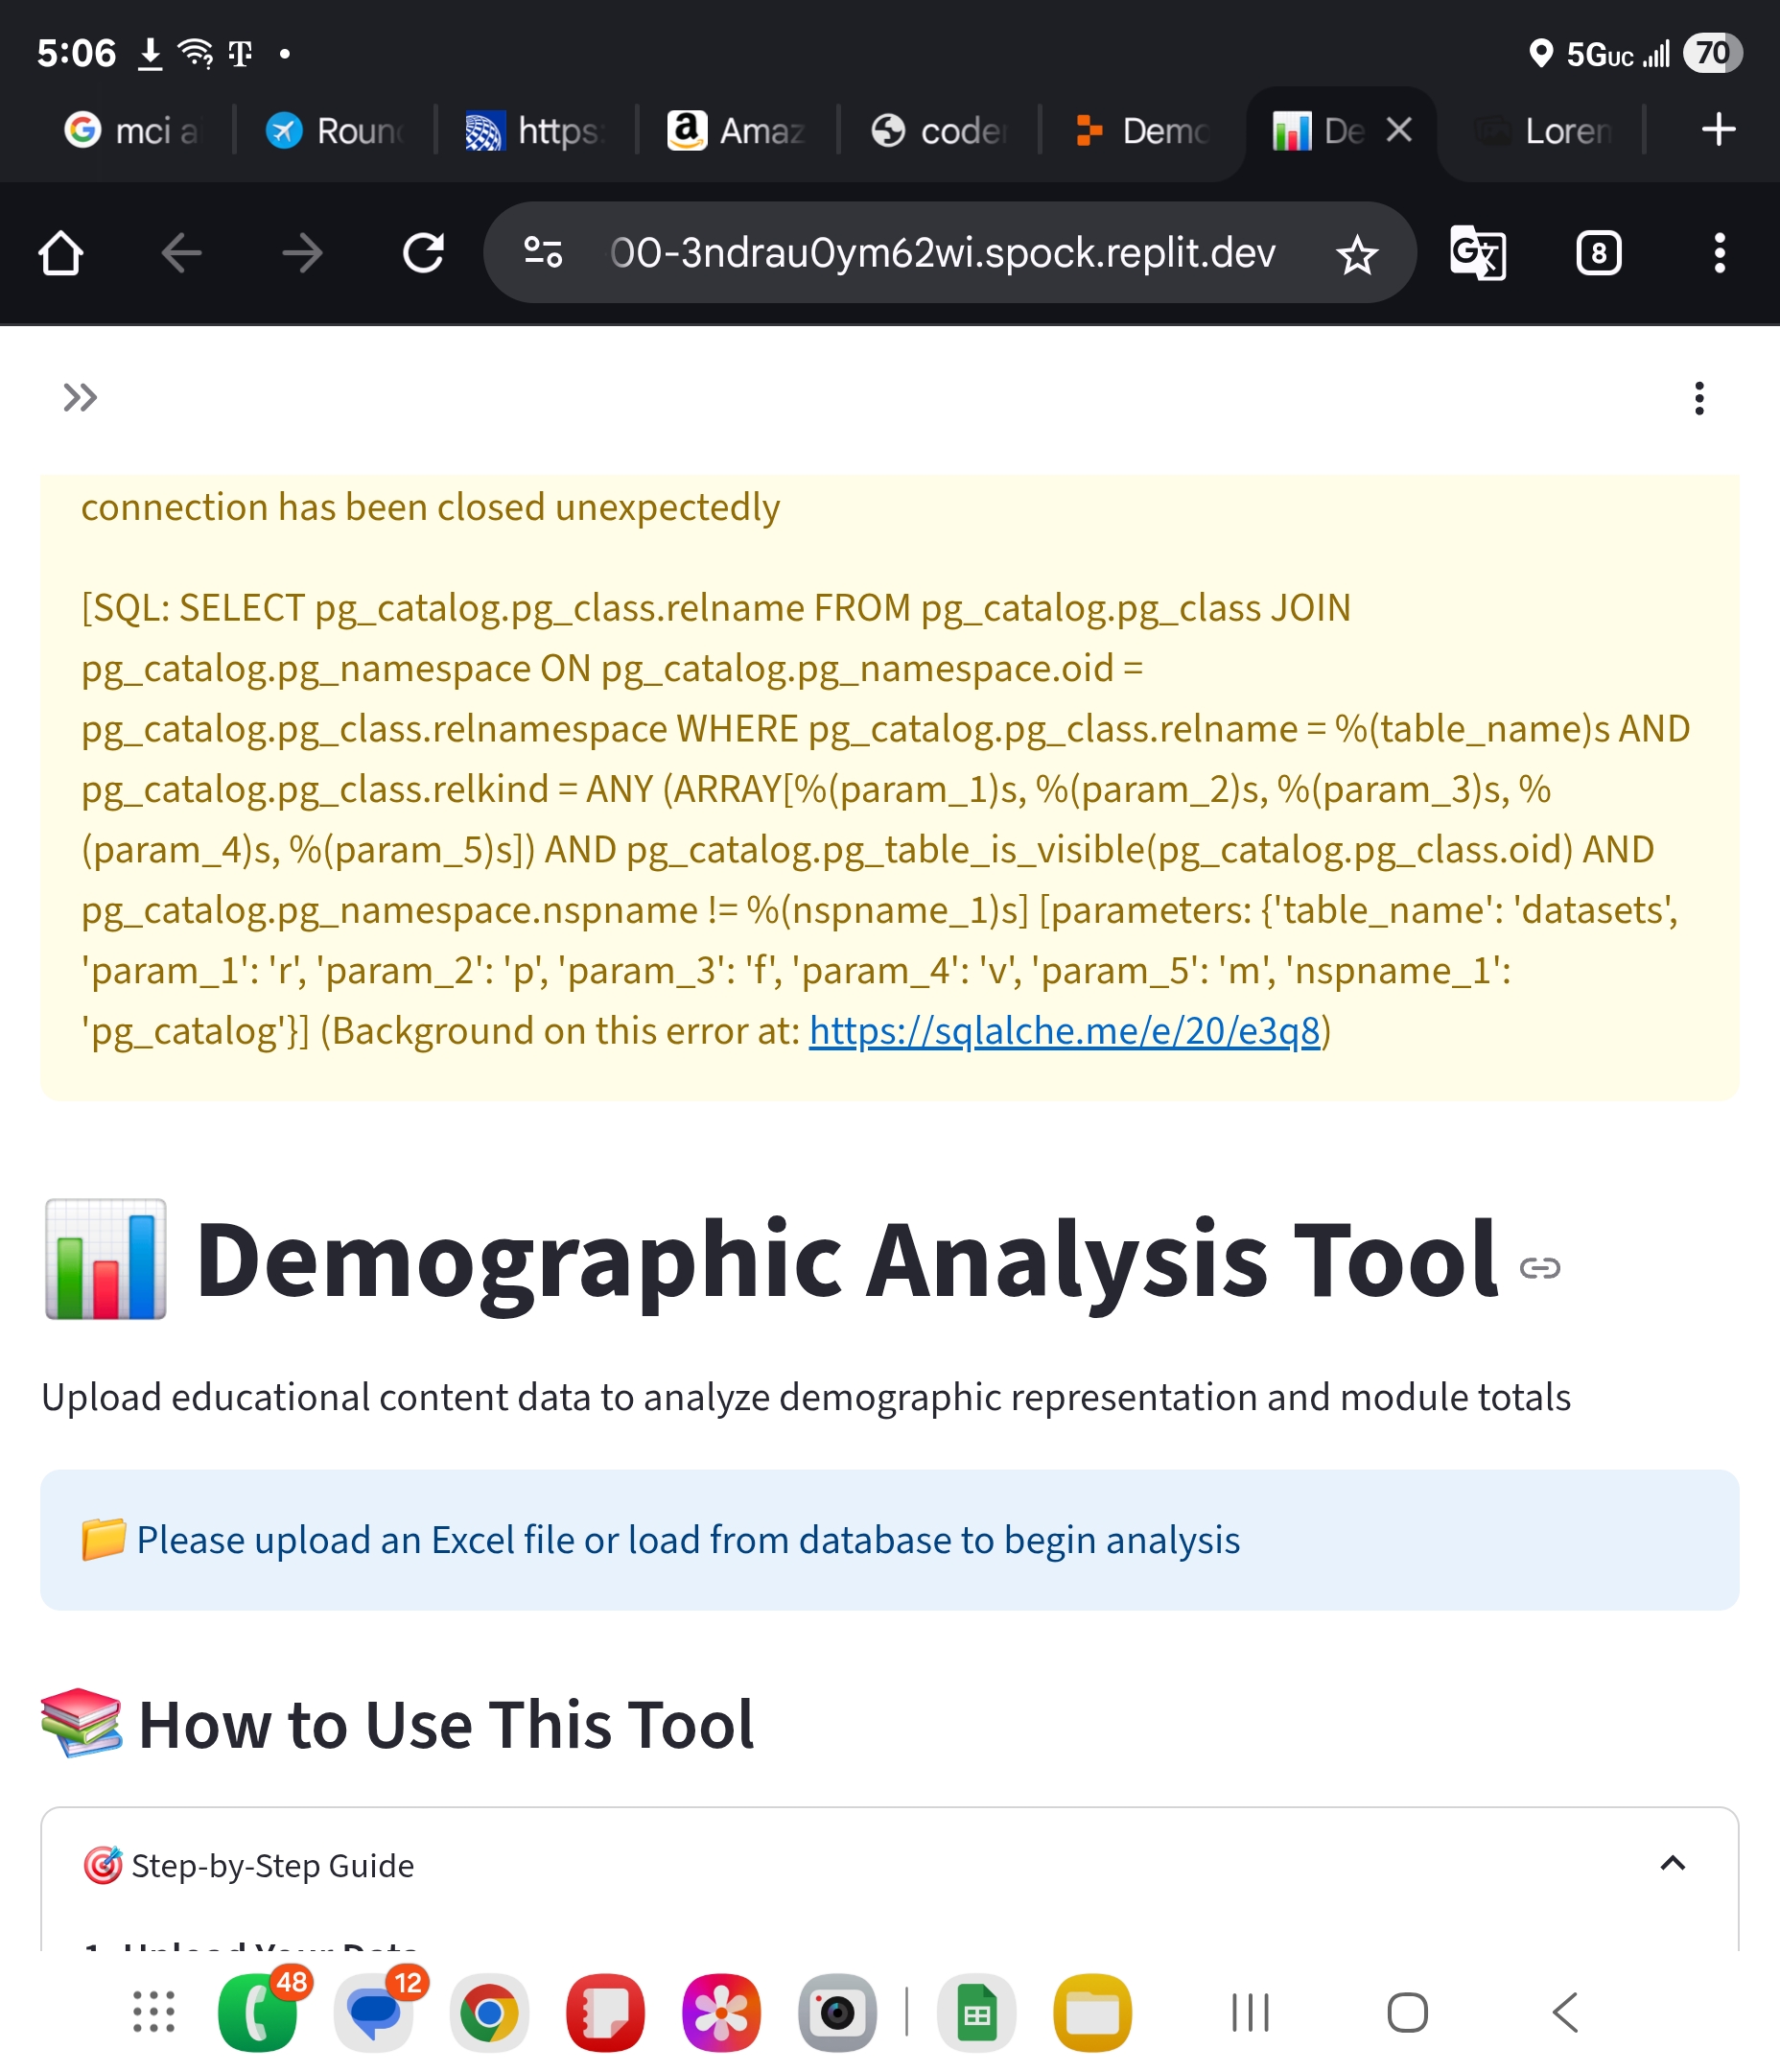 5:06
5GUC
70
mci a
Roun
https:
Amaz
code
Demo
De
Loren
00-3ndrau0ym62wi.spock.replit.dev
8
connection has been closed unexpectedly
[SQL: SELECT pg_catalog.pg_class.relname FROM pg_catalog.pg_class JOIN
pg_catalog.pg_namespace ON pg_catalog.pg_namespace.oid =
pg_catalog.pg_class.relnamespace WHERE pg_catalog.pg_class.relname = %(table_name)s AND
pg_catalog.pg_class.relkind = ANY (ARRAY[%(param_1)s, %(param_2)s, %(param_3)s, %
(param_4)s, %(param_5)s]) AND pg_catalog.pg_table_is_visible(pg_catalog.pg_class.oid) AND
pg_catalog.pg_namespace.nspname != %(nspname_1)s] [parameters: {'table_name': 'datasets',
'param_1': 'r', 'param_2': 'p', 'param_3': 'f', 'param_4': 'v', 'param_5': 'm', 'nspname_1':
'pg_catalog'}] (Background on this error at: https://sqlalche.me/e/20/e3q8)
Demographic Analysis Tool
Upload educational content data to analyze demographic representation and module totals
Please upload an Excel file or load from database to begin analysis
How to Use This Tool
Step-by-Step Guide
1. Upload Your Data
48
12